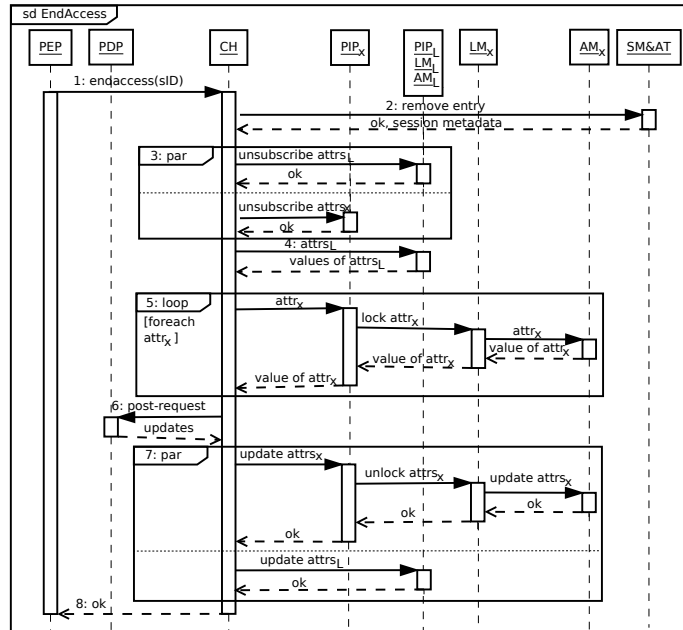 sd EndAccess
PEP
PDP
CH
PIPx
PIPL
LML
AML
LMx
AMx
SM&AT
1: endaccess(sID)
2: remove entry
ok, session metadata
3: par
unsubscribe attrsL
ok
unsubscribe attrsx
ok
4: attrsL
values of attrsL
5: loop
[foreach
attrx ]
attrx
lock attrx
attrx
value of attrx
value of attrx
value of attrx
6: post-request
updates
7: par
update attrsx
unlock attrsx
update attrsx
ok
ok
ok
update attrsL
ok
8: ok